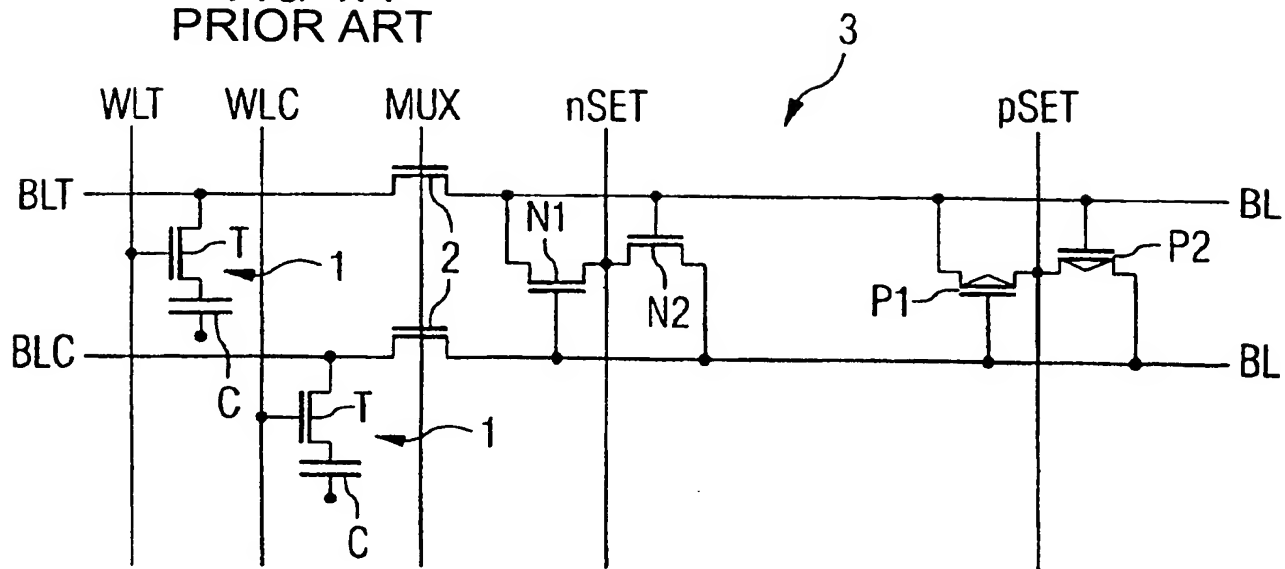 PRIOR ART
3
WLT WLC MUX nSET pSET
BLT BL
N1
T 1 2 N2 P1 P2
BLC BL
C T 1
C